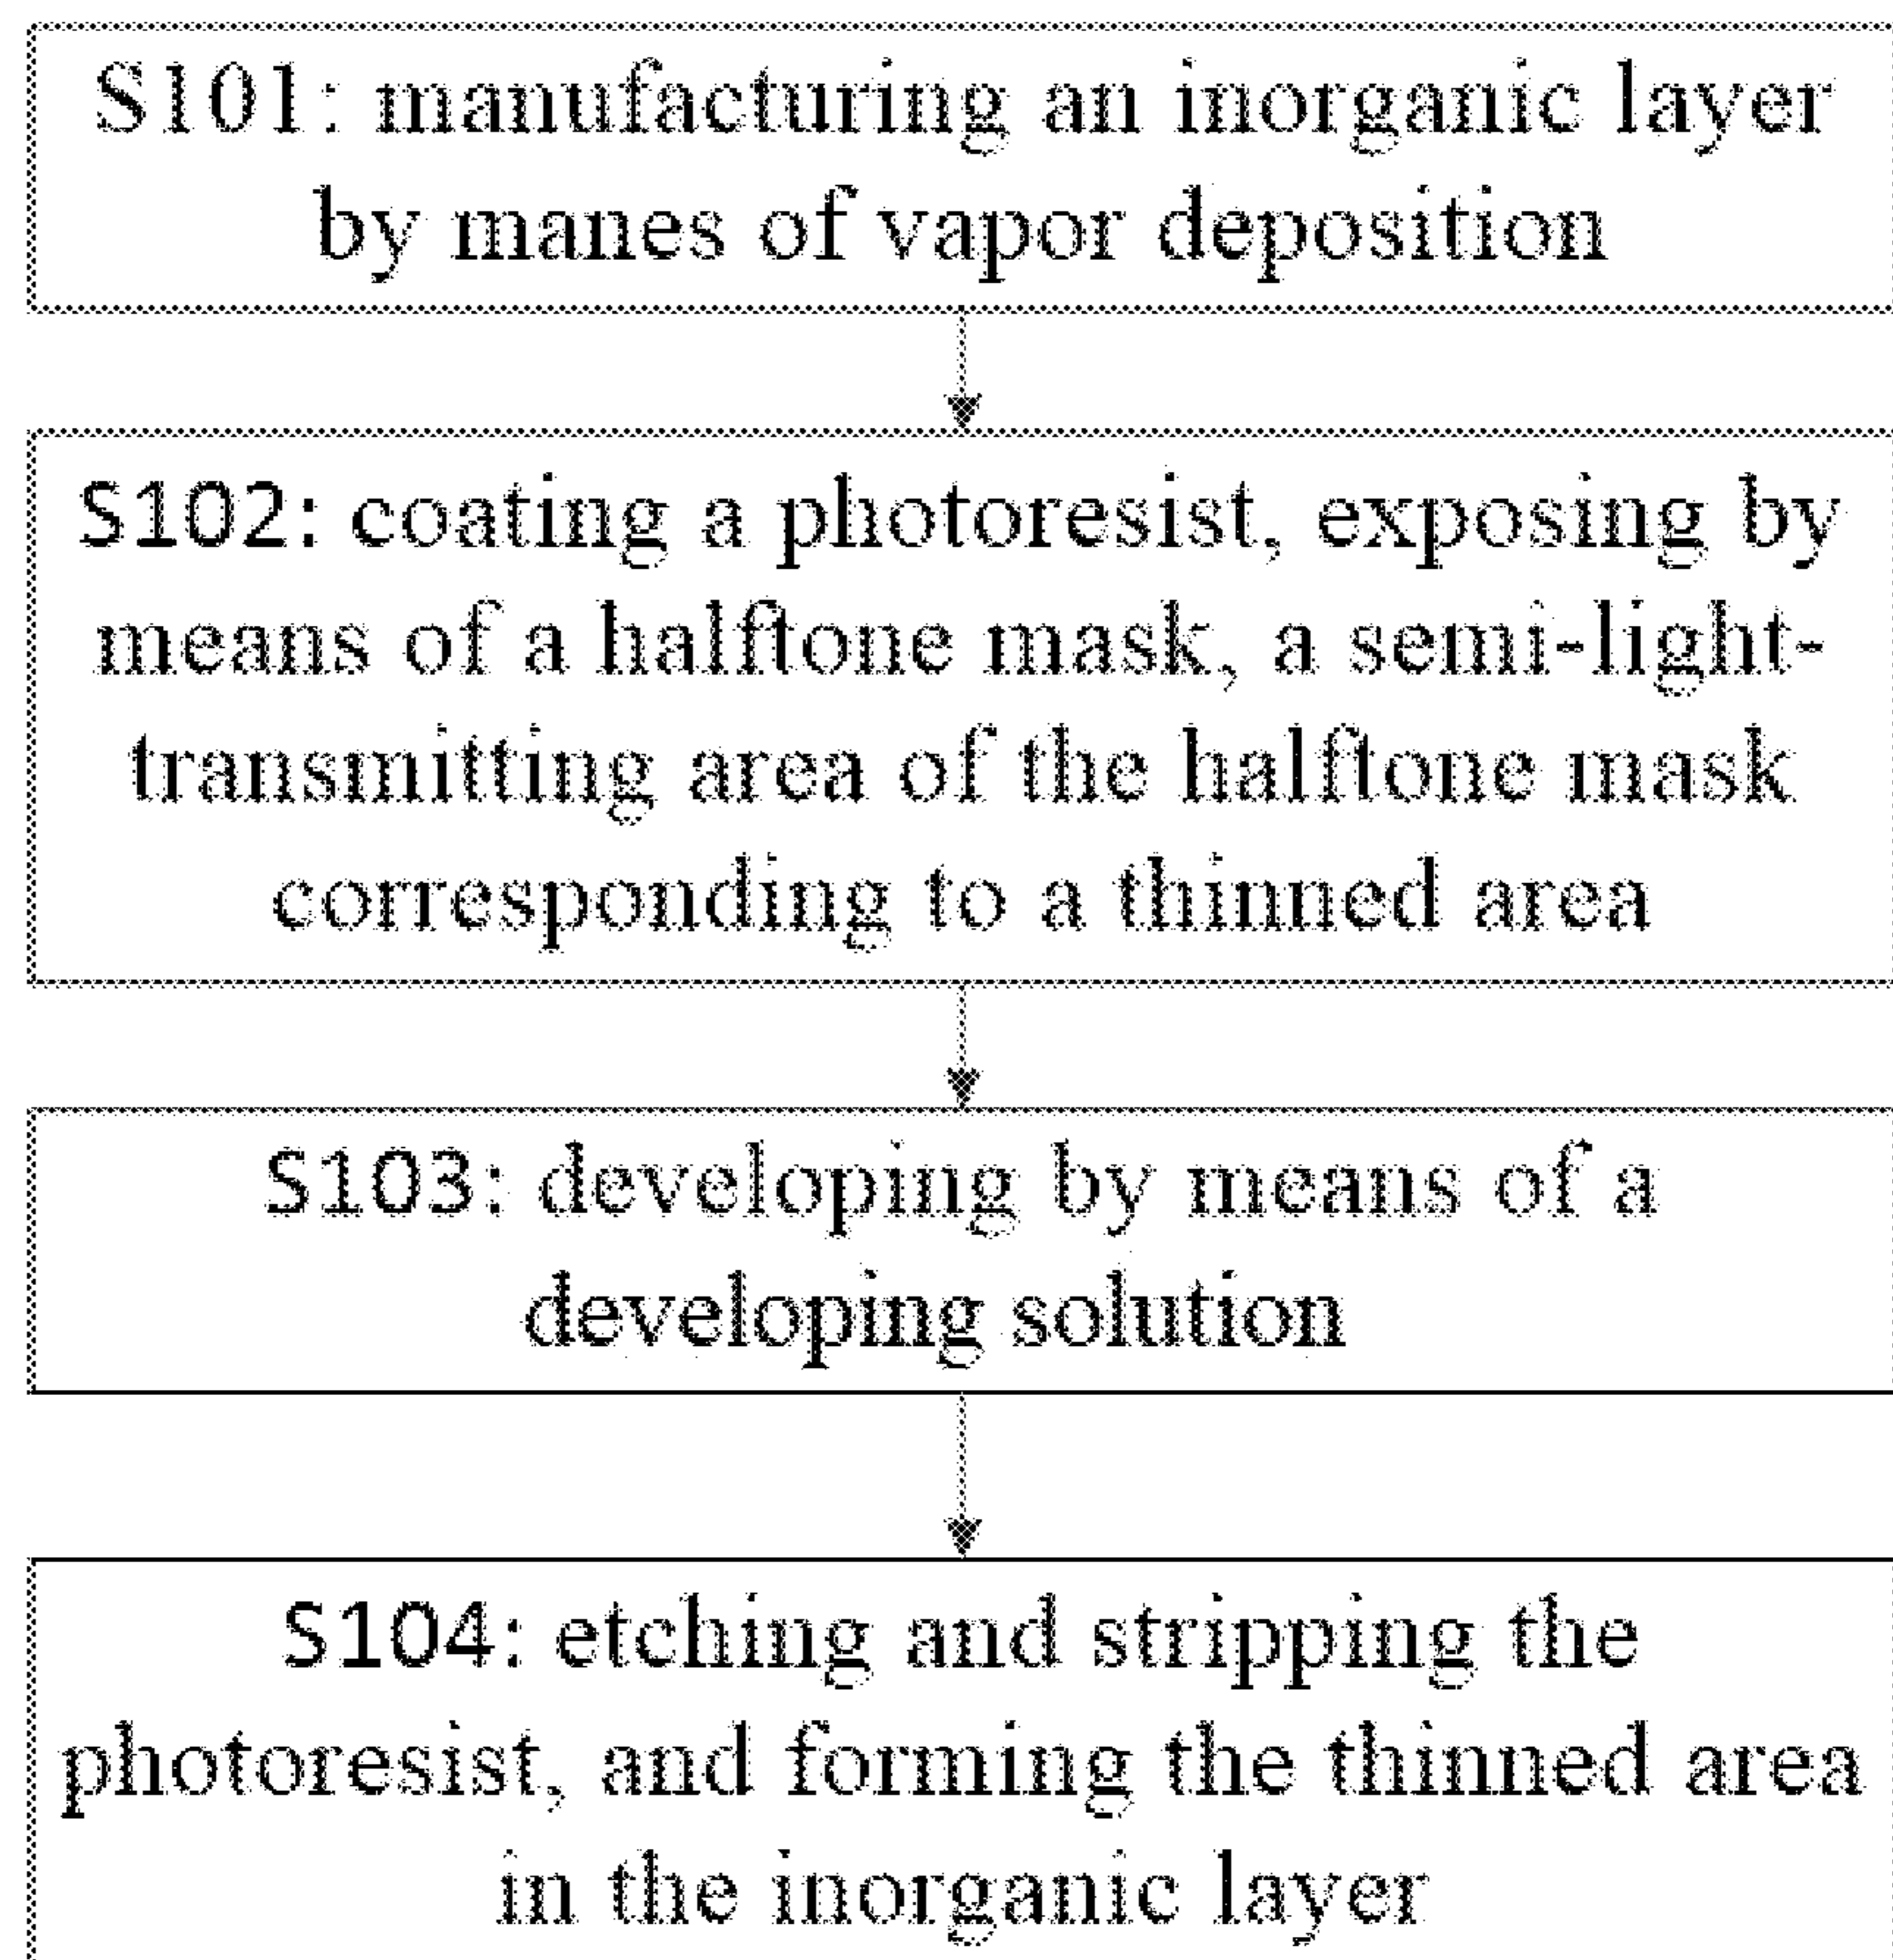 S101: manufacturing an inorganic layer
by manes of vapor deposition
S102: coating a photoresist, exposing by
means of a halftone mask, a semi-light-
transmitting area of the halftone mask
corresponding to a thinned area
S103: developing by means of a
developing solution
S104: etching and stripping the
photoresist, and forming the thinned area
in the inorganic layer